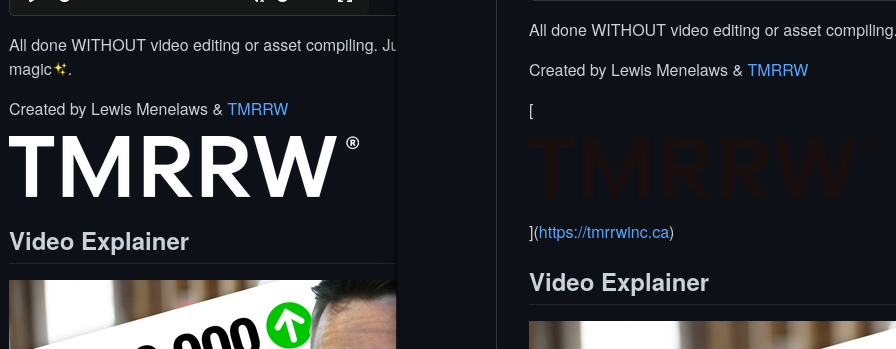 All done WITHOUT video editing or asset compiling. Ju
magic✨.
Created by Lewis Menelaws & TMRRW
TMRRW®
Video Explainer
000
All done WITHOUT video editing or asset compiling.
Created by Lewis Menelaws & TMRRW
[
TMRRW
](https://tmrrwinc.ca)
Video Explainer